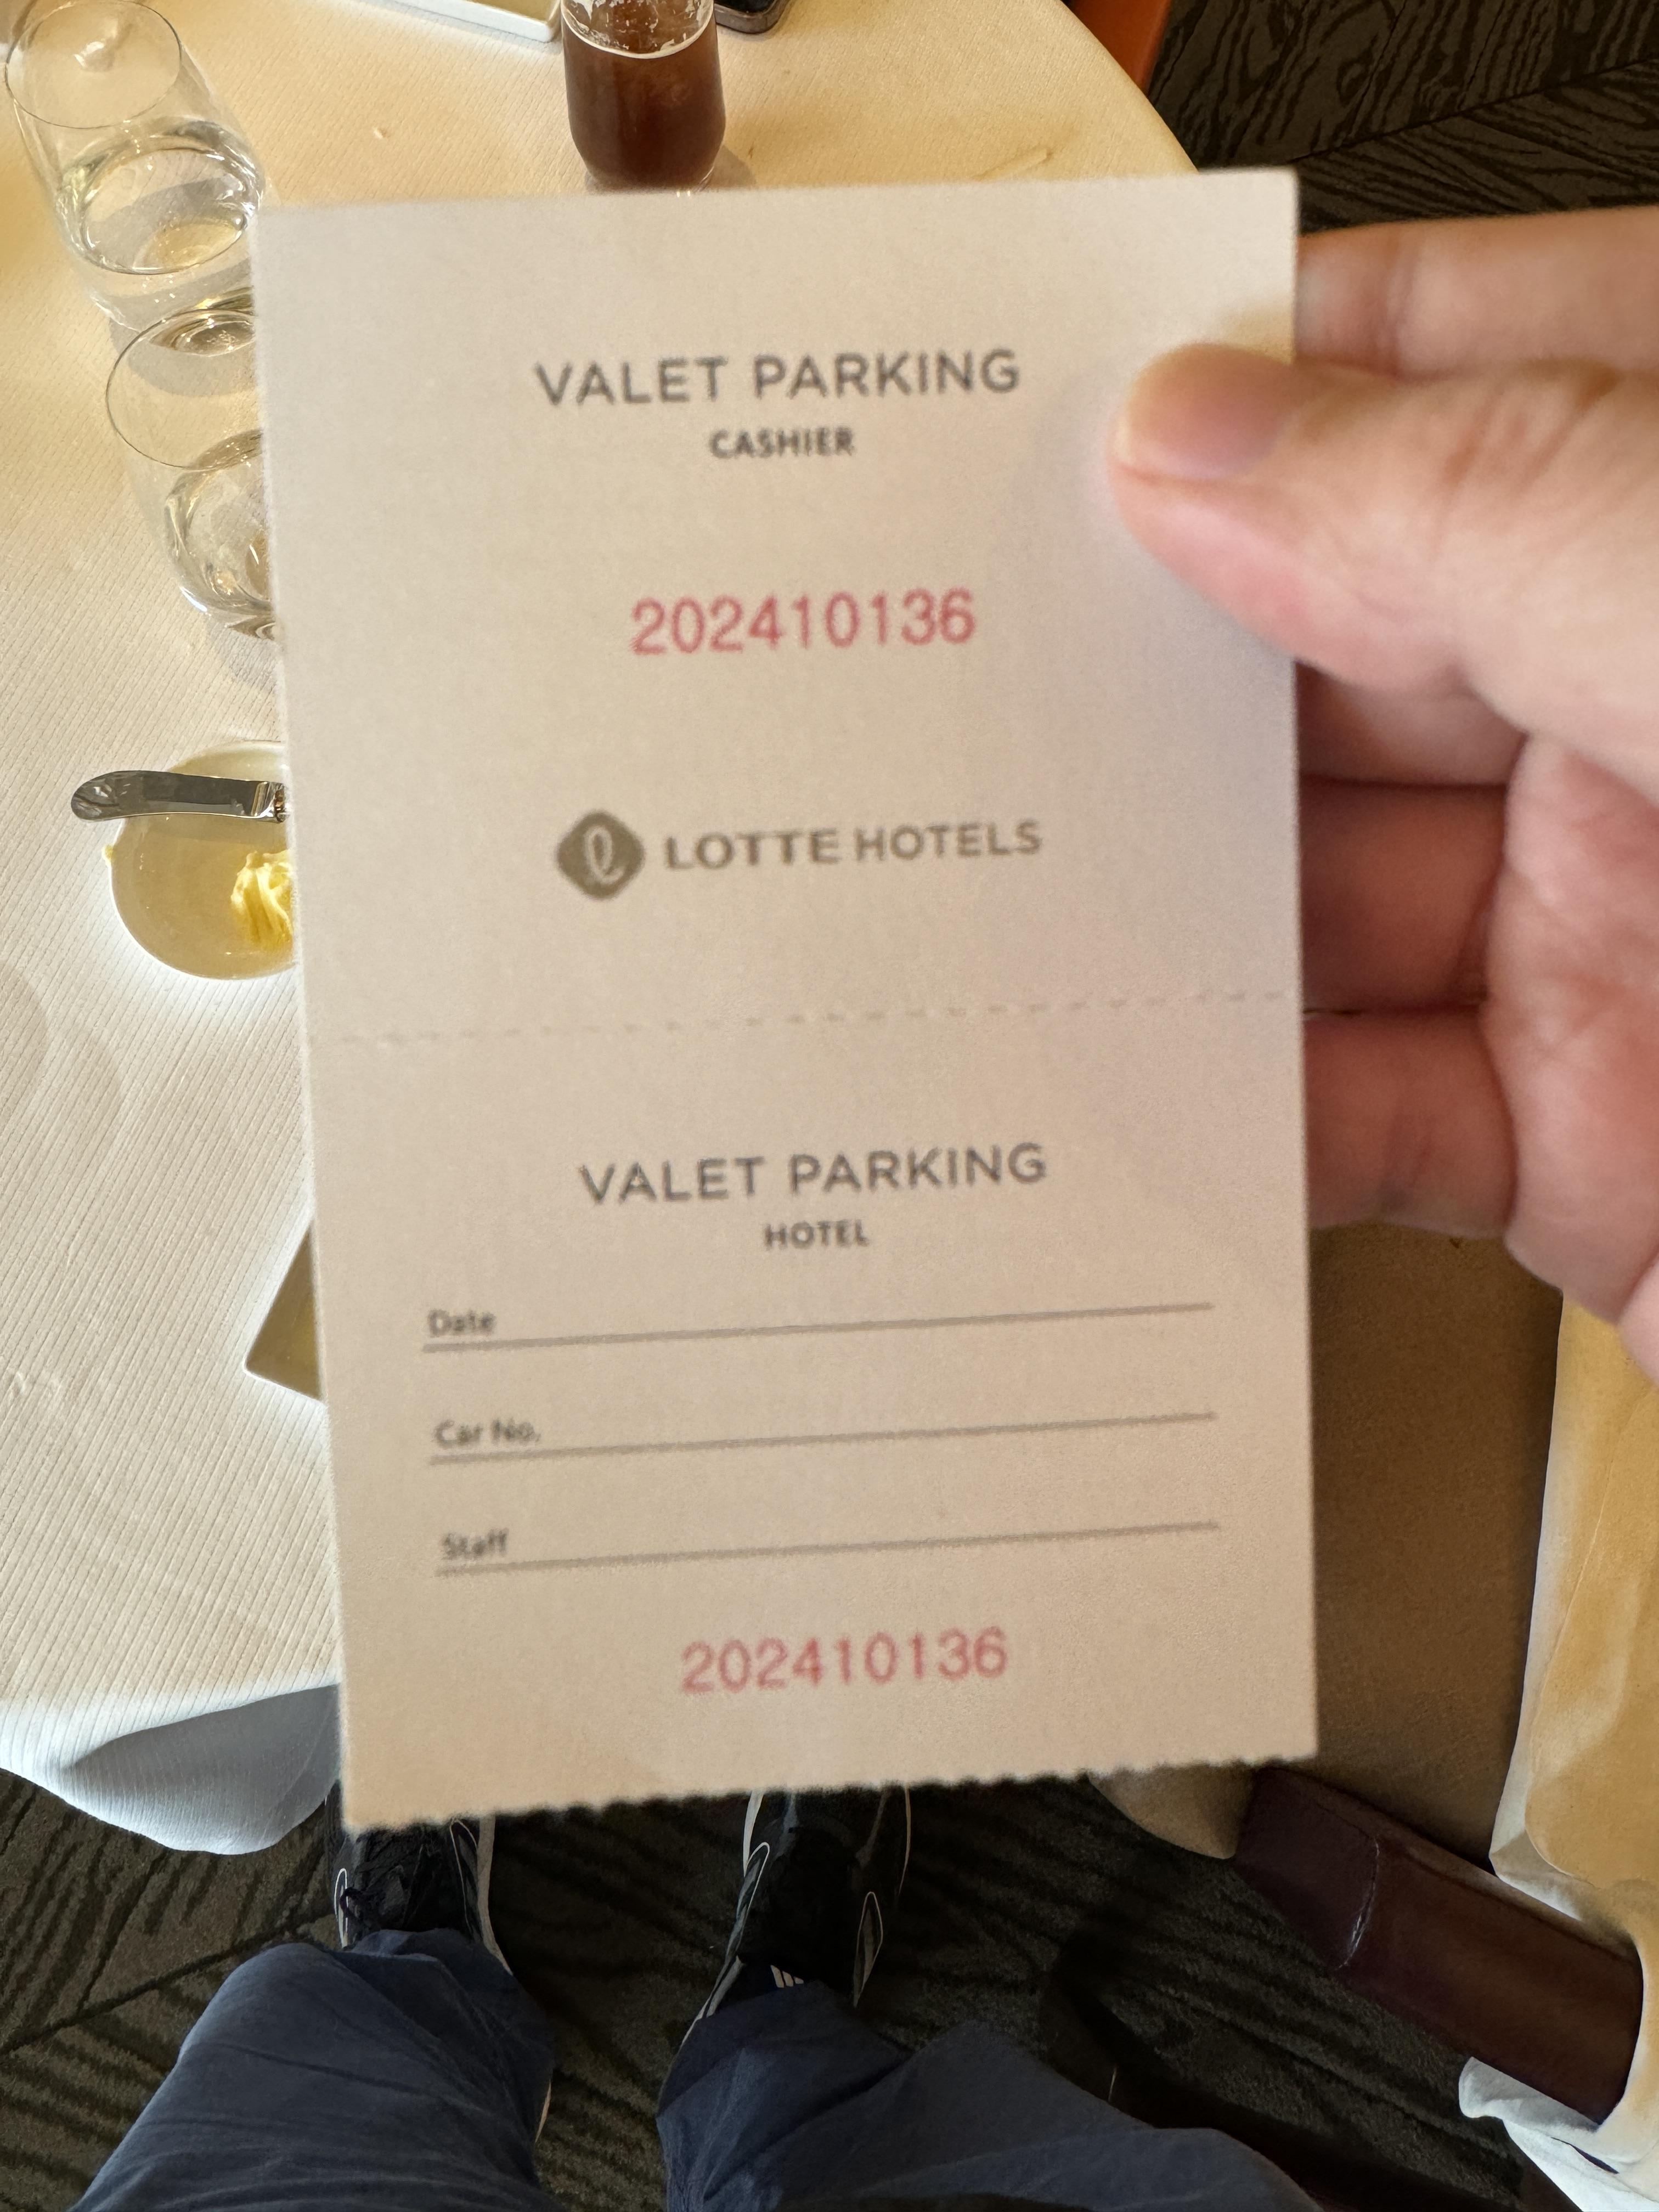 VALET PARKING
CASHIER
202410136
LOTTE HOTELS
VALET PARKING
HOTEL
Date
Car No.
Staff
202410136